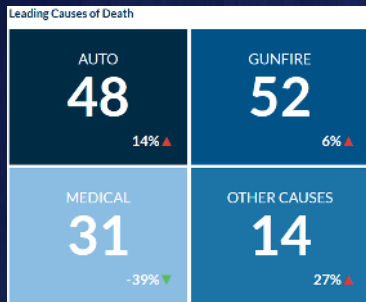 Leading Causes of Death
AUTO
48
14% ▲
GUNFIRE
52
6% ▲
MEDICAL
31
-39% ▼
OTHER CAUSES
14
27% ▲